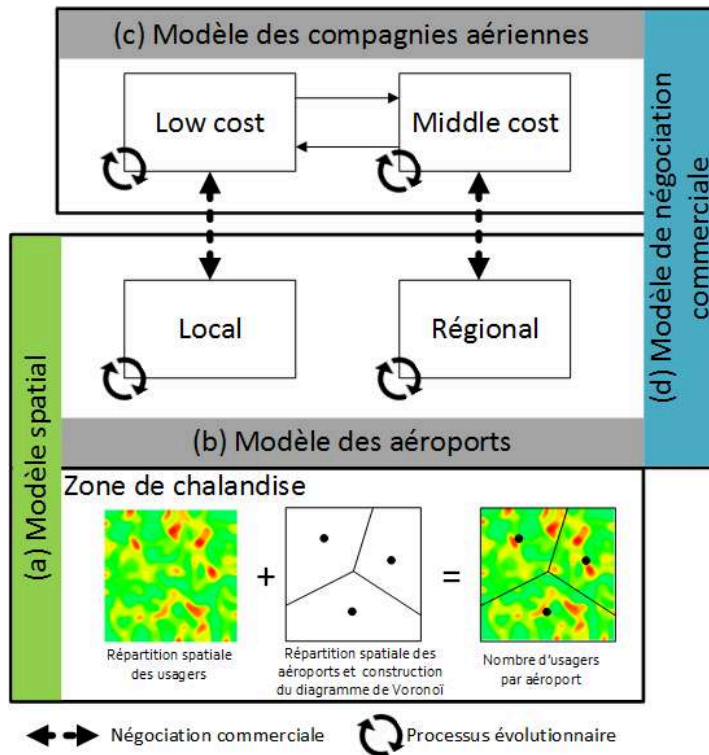 (c) Modèle des compagnies aériennes
Low cost
Middle cost
(d) Modèle de négociation
commerciale
Local
Régional
(b) Modèle des aéroports
(a) Modèle spatial
Zone de chalandise
+
=
Répartition spatiale
des usagers
Répartition spatiale des
aéroports et construction
du diagramme de Voronoï
Nombre d'usagers
par aéroport
Négociation commerciale
Processus évolutionnaire